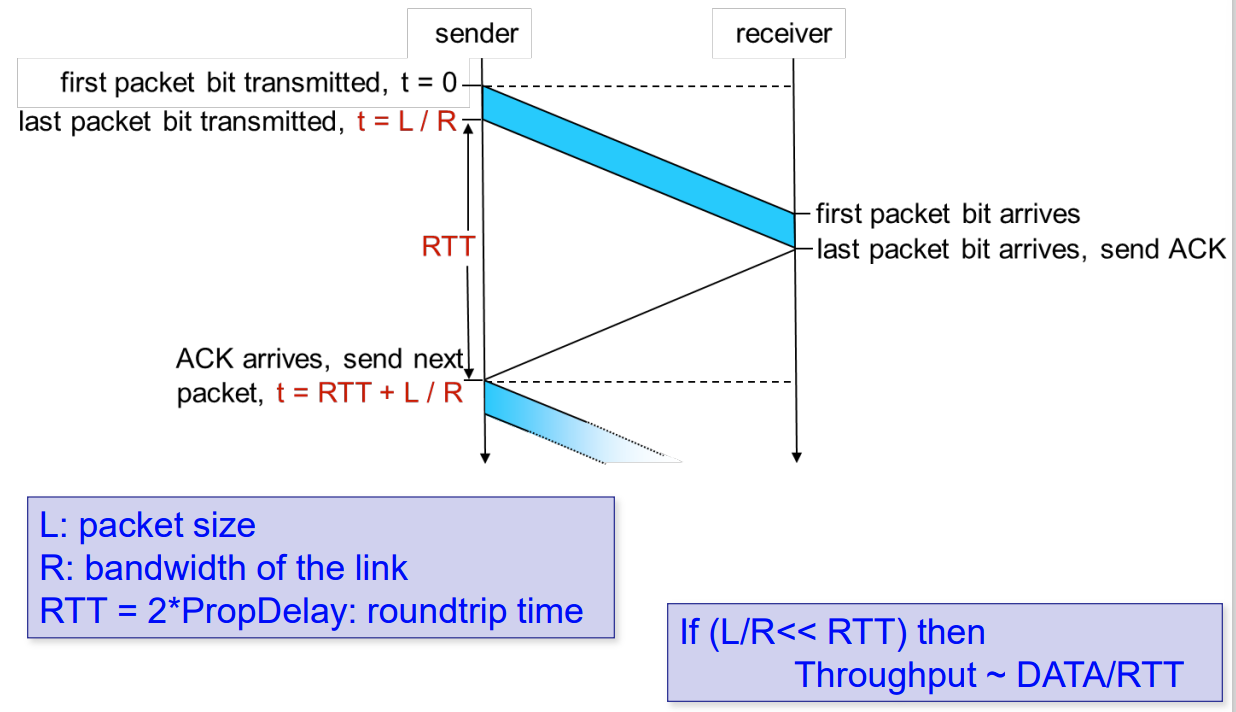 sender
receiver
first packet bit transmitted, t = 0
last packet bit transmitted, t = L / R
first packet bit arrives
RTT
last packet bit arrives, send ACK
ACK arrives, send next
packet, t = RTT + L / R
L: packet size
R: bandwidth of the link
RTT = 2*PropDelay: roundtrip time
If (L/R<< RTT) then
Throughput ~ DATA/RTT